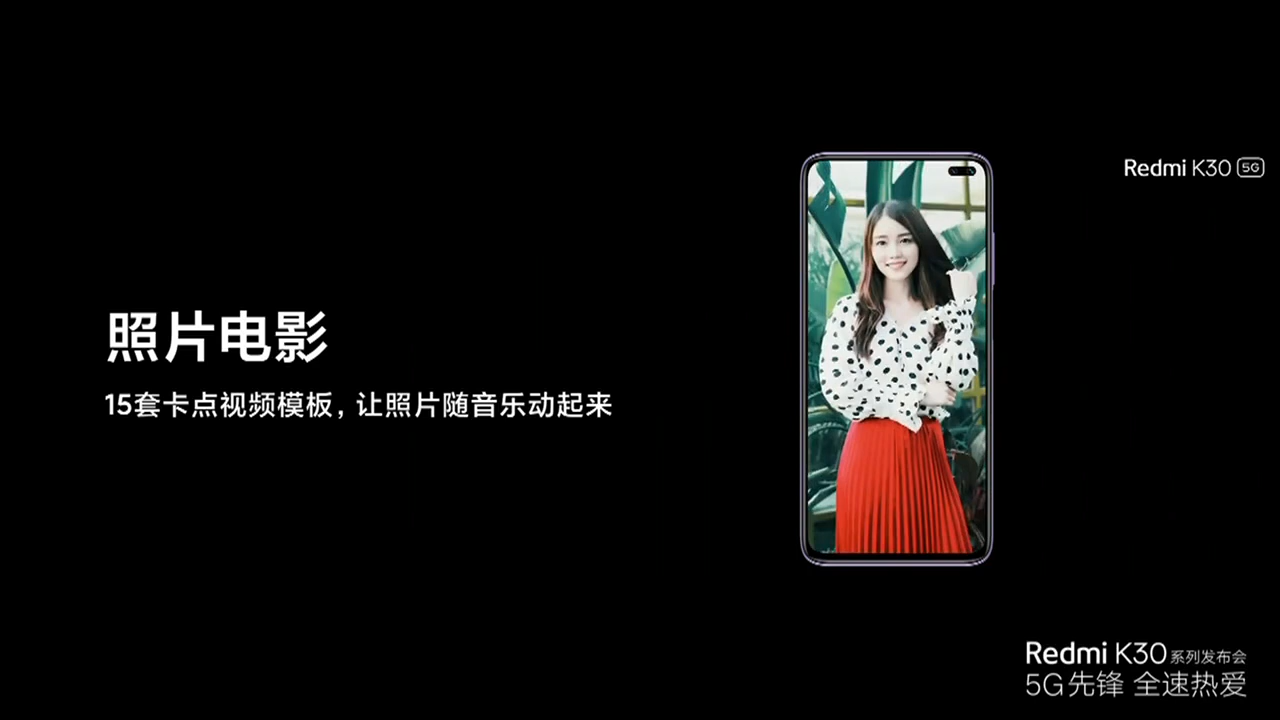 照片电影
15套卡点视频模板，让照片随音乐动起来
Redmi K30 5G
Redmi K30 系列发布会
5G先锋 全速热爱